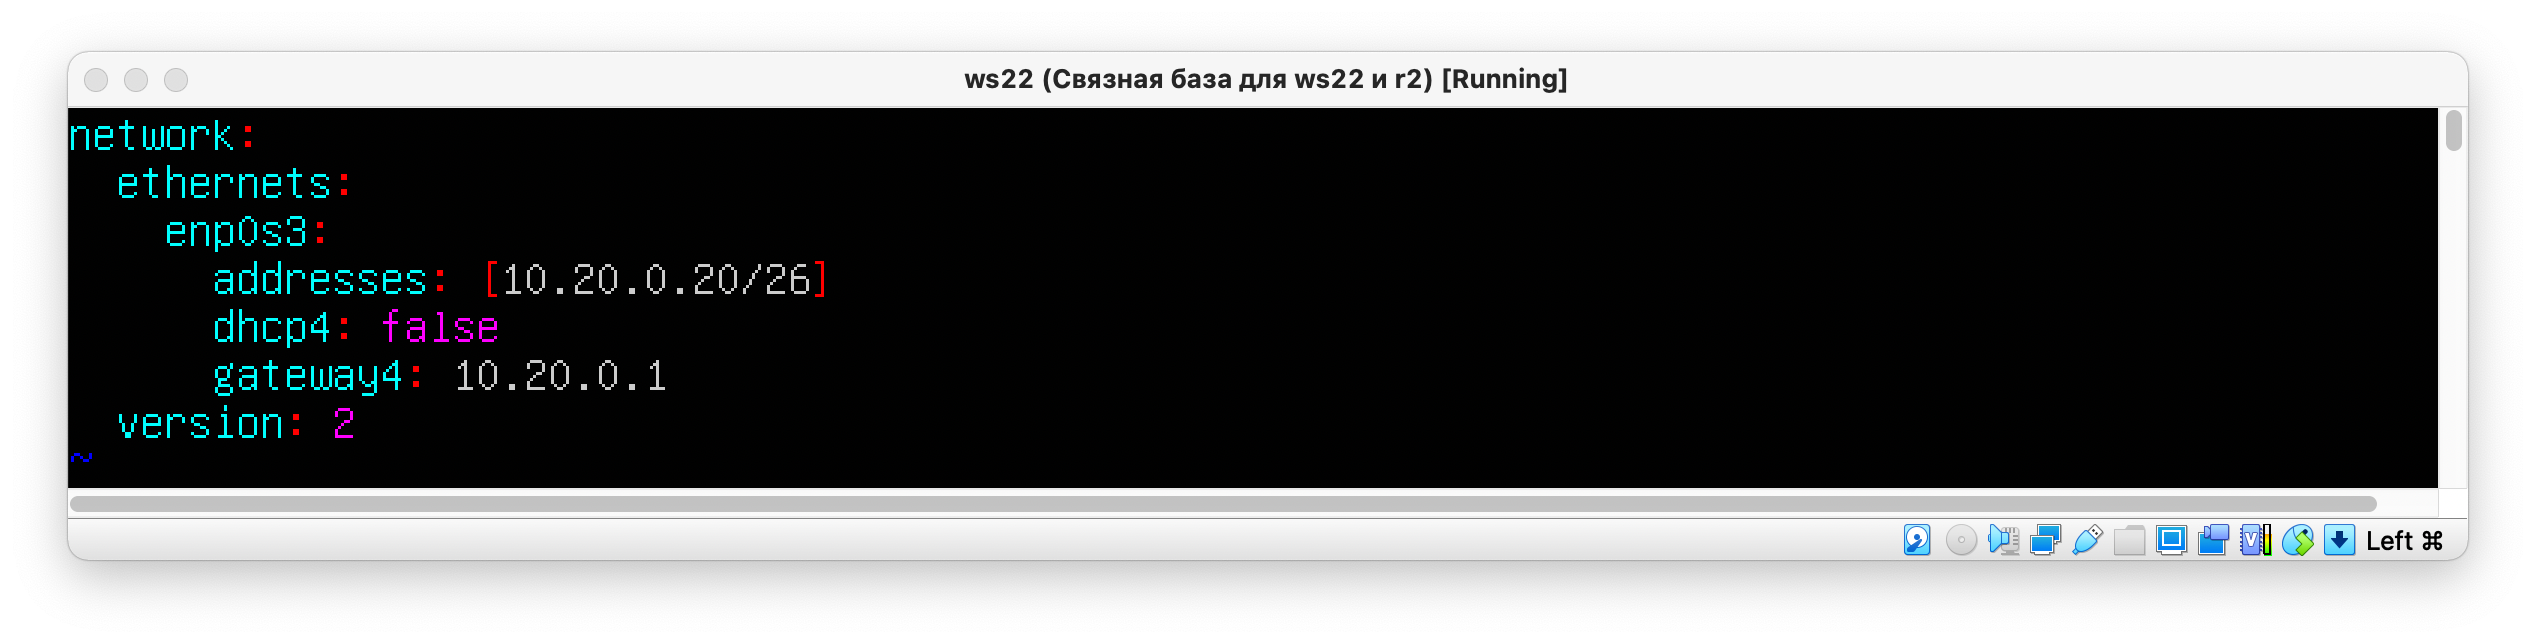 ws22 (Связная база для ws22 и r2) [Running]
network:
  ethernets:
    enp0s3:
      addresses: [10.20.0.20/26]
      dhcp4: false
      gateway4: 10.20.0.1
  version: 2
~
Left ⌘